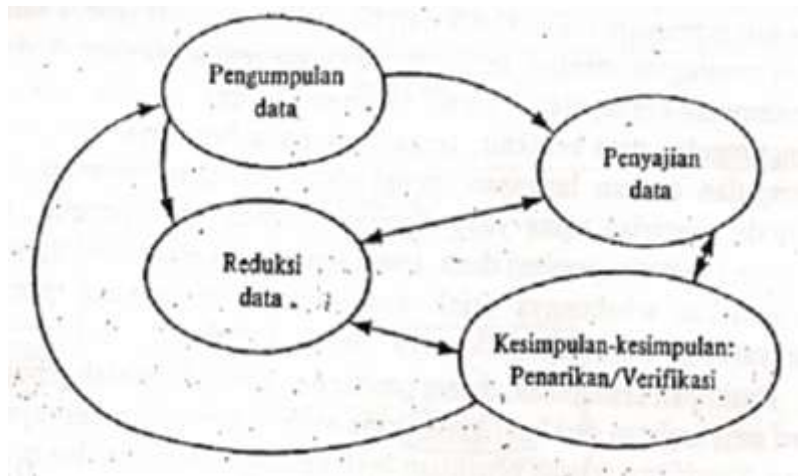 Pengumpulan
data
Penyajian
data
Reduksi
data
Kesimpulan-kesimpulan:
Penarikan/Verifikasi